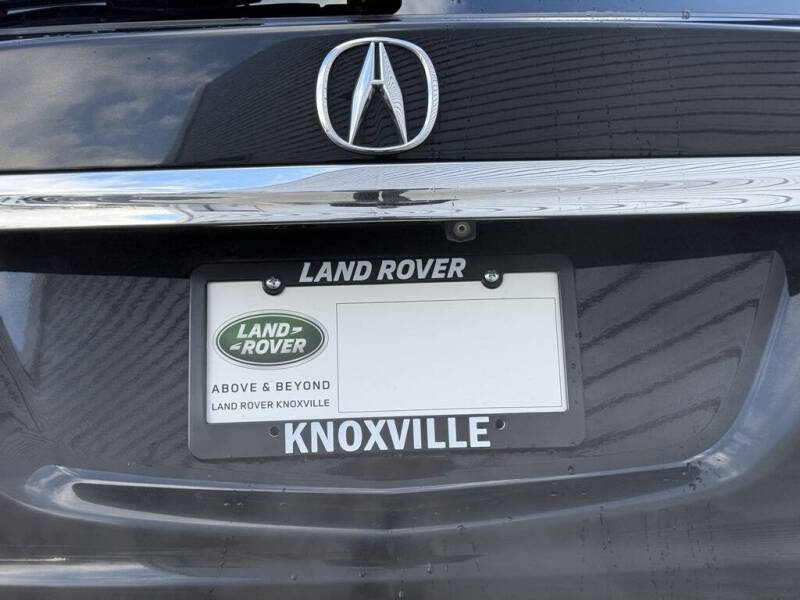 LAND ROVER
LAND
ROVER
ABOVE & BEYOND
LAND ROVER KNOXVILLE
KNOXVILLE